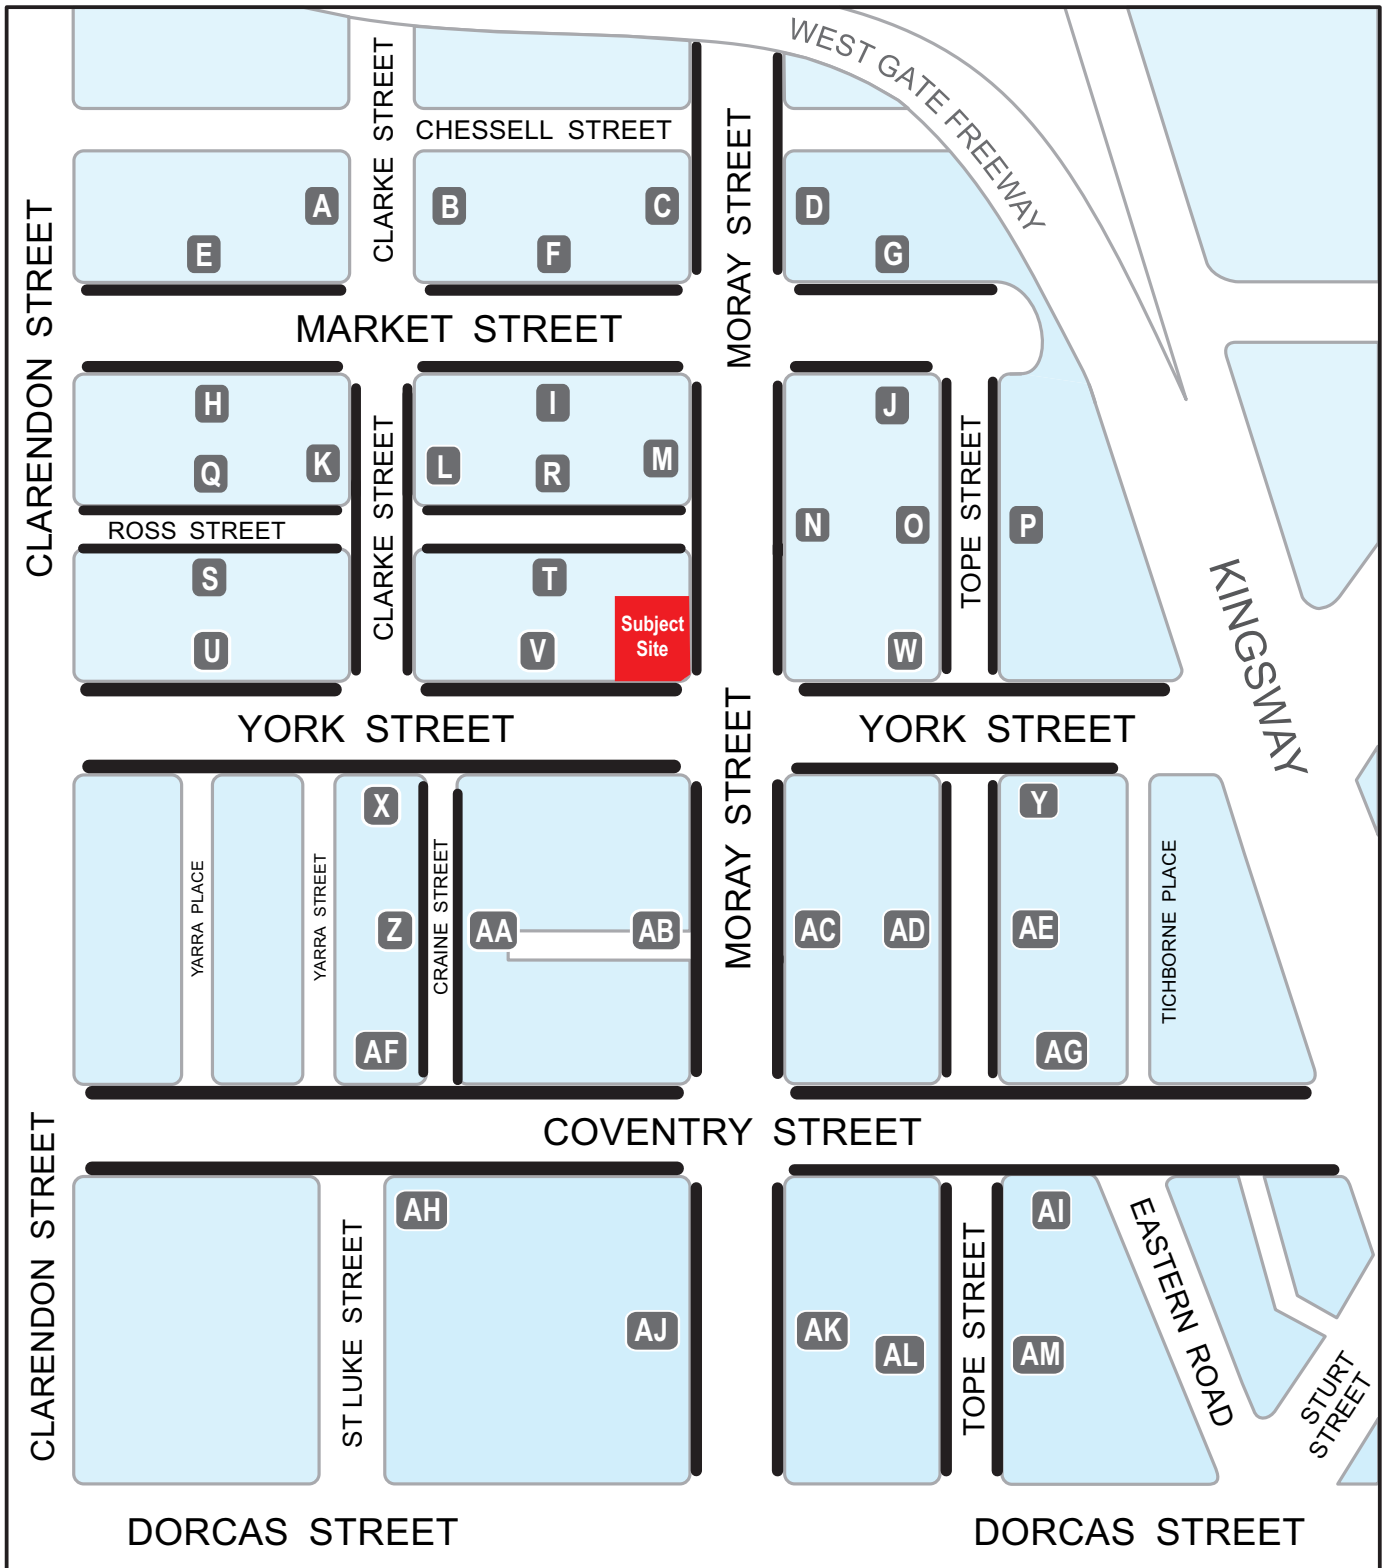 WEST GATE FREEWAY
CLARKE STREET
CHESSELL STREET
MORAY STREET
A
B
C
D
E
F
G
CLARENDON STREET
MARKET STREET
MORAY STREET
H
I
J
K
L
M
Q
R
CLARKE STREET
TOPE STREET
N
O
P
ROSS STREET
S
T
U
V
Subject
Site
W
KINGSWAY
YORK STREET
YORK STREET
MORAY STREET
X
Y
YARRA PLACE
YARRA STREET
CRAINE STREET
TICHBORNE PLACE
Z
AA
AB
AC
AD
AE
AF
AG
COVENTRY STREET
CLARENDON STREET
AH
AI
ST LUKE STREET
TOPE STREET
EASTERN ROAD
AJ
AK
AL
AM
STURT
STREET
DORCAS STREET
DORCAS STREET